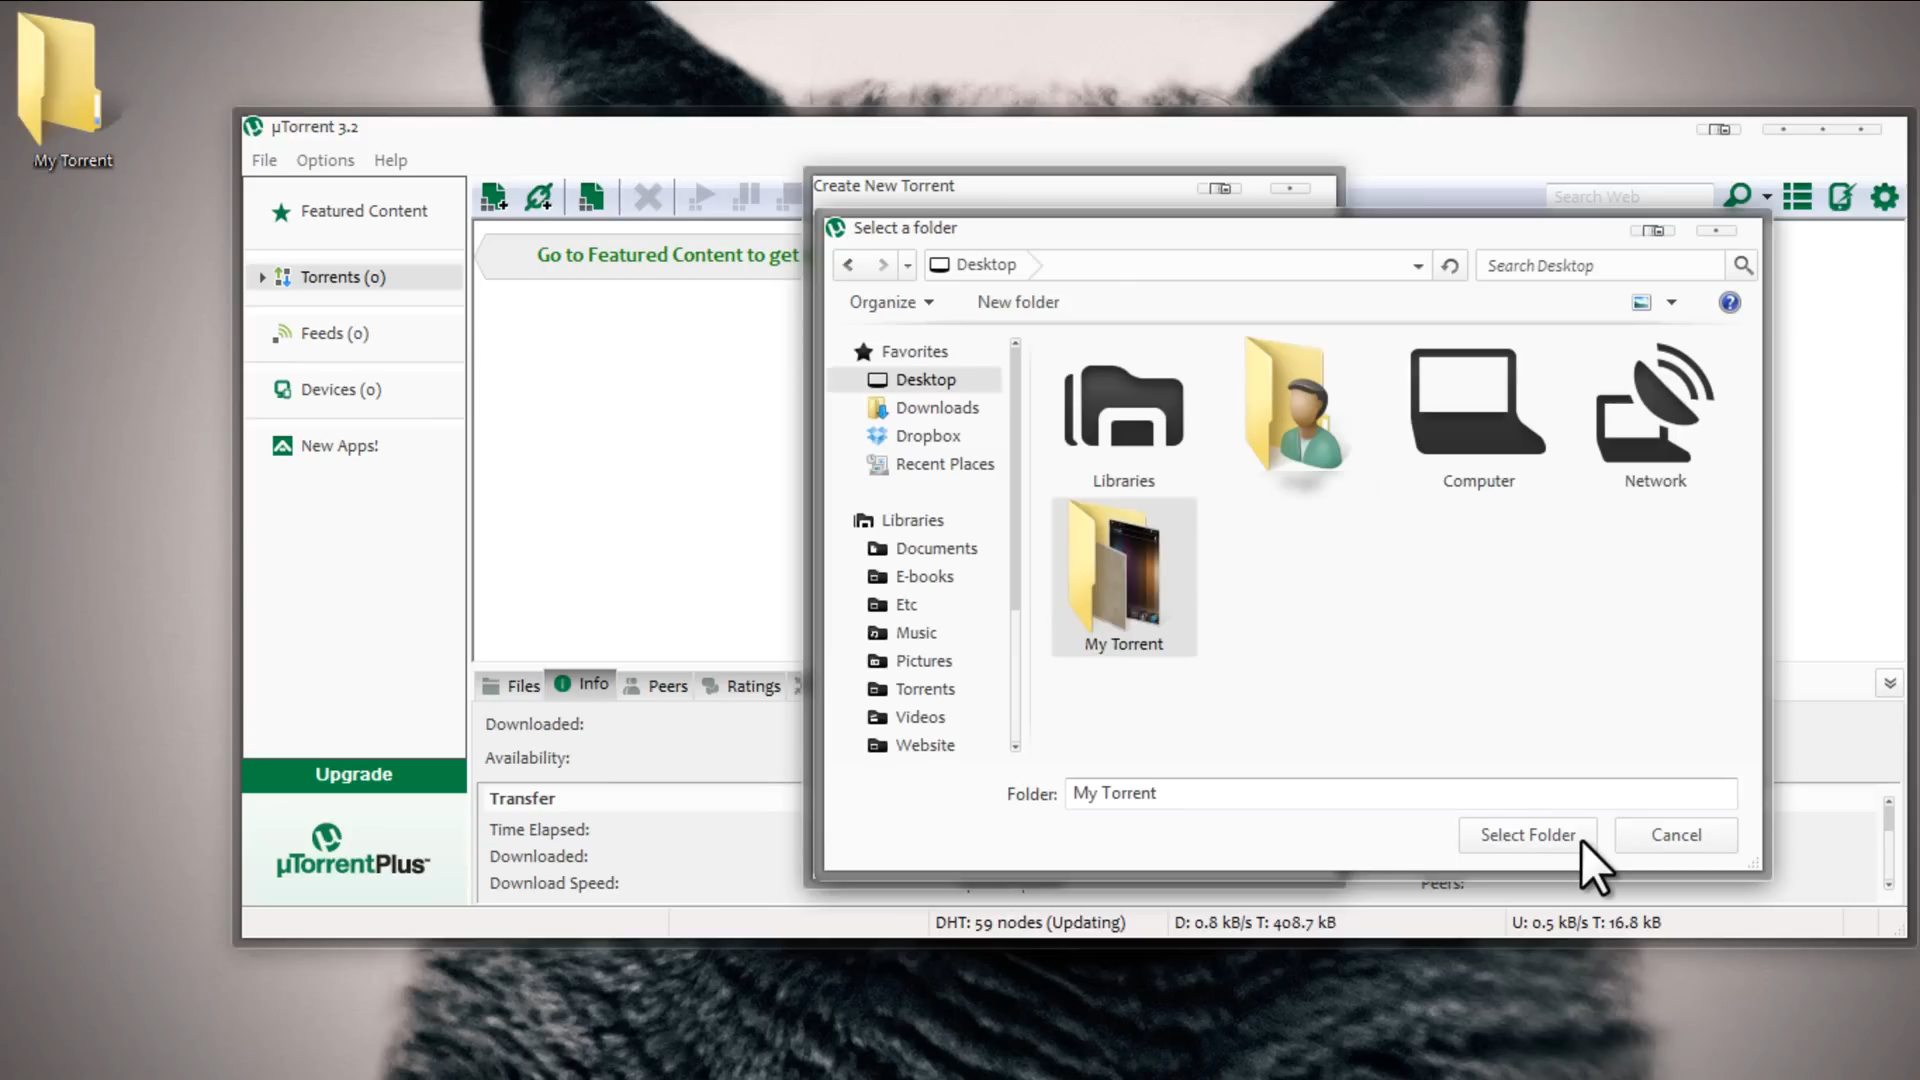 My Torrent
µTorrent 3.2
File Options Help
Featured Content
Torrents (0)
Feeds (0)
Devices (0)
New Apps!
Upgrade
µTorrentPlus™
Search Web
Go to Featured Content to get
Files Info Peers Ratings
Downloaded:
Availability:
Transfer
Time Elapsed:
Downloaded:
Download Speed:
Peers:
DHT: 59 nodes (Updating) D: 0.8 kB/s T: 408.7 kB U: 0.5 kB/s T: 16.8 kB
Create New Torrent
Select a folder
Desktop
Search Desktop
Organize New folder
Favorites
Desktop
Downloads
Dropbox
Recent Places
Libraries
Documents
E-books
Etc
Music
Pictures
Torrents
Videos
Website
Libraries
Computer
Network
My Torrent
Folder: My Torrent
Select Folder Cancel